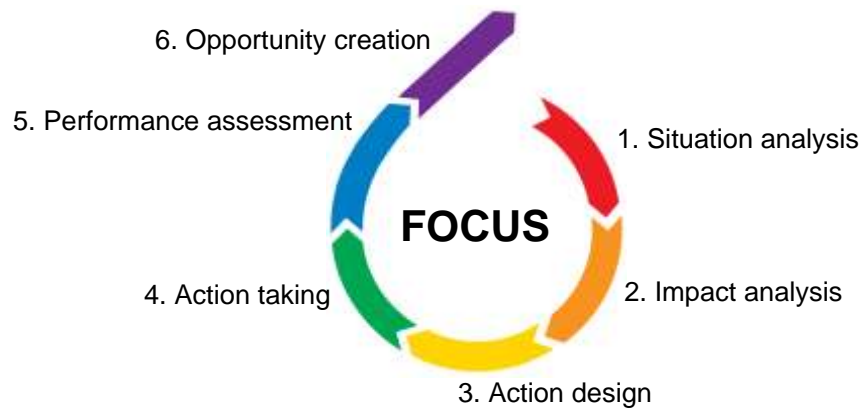 6. Opportunity creation
5. Performance assessment
1. Situation analysis
FOCUS
4. Action taking
2. Impact analysis
3. Action design